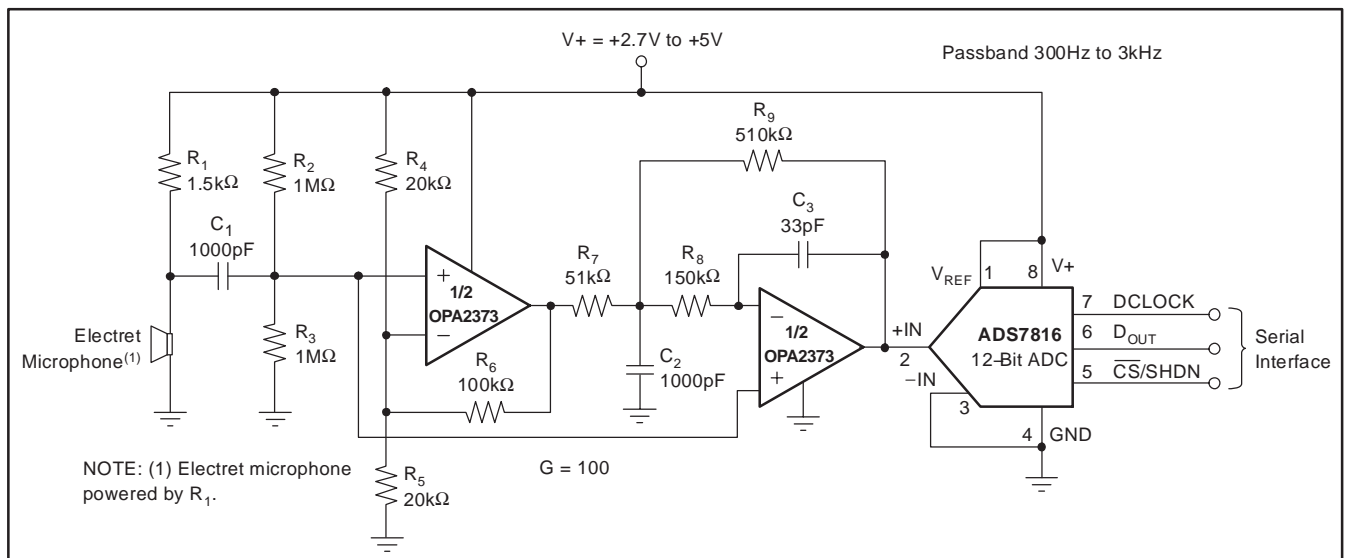 V+ = +2.7V to +5V
Passband 300Hz to 3kHz
R1
1.5kΩ
R2
1MΩ
R4
20kΩ
R9
510kΩ
C1
1000pF
C3
33pF
R7
51kΩ
R8
150kΩ
+
1/2
OPA2373
−
VREF
1
8
V+
7
DCLOCK
Electret
Microphone(1)
R3
1MΩ
R6
100kΩ
C2
1000pF
−
1/2
OPA2373
+
+IN
2
−IN
3
ADS7816
12–Bit ADC
6
DOUT
5
CS/SHDN
Serial
Interface
4
GND
NOTE: (1) Electret microphone
powered by R1.
R5
20kΩ
G = 100